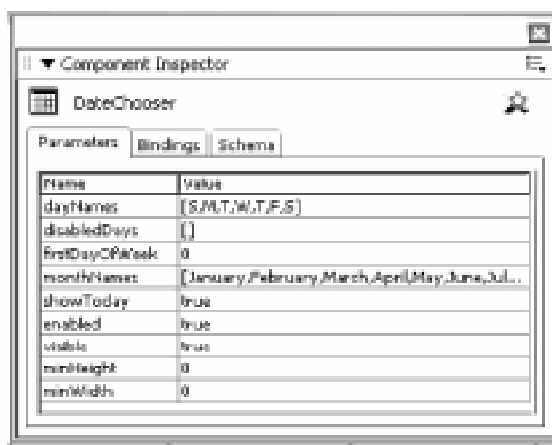 Component Inspector
DateChooser
Parameters Bindings Schema
Name Value
dayNames [S,M,T,W,T,F,S]
disabledDays []
firstDayOfWeek 0
monthNames [January,February,March,April,May,June,Jul...
showToday true
enabled true
visible true
minHeight 0
minWidth 0